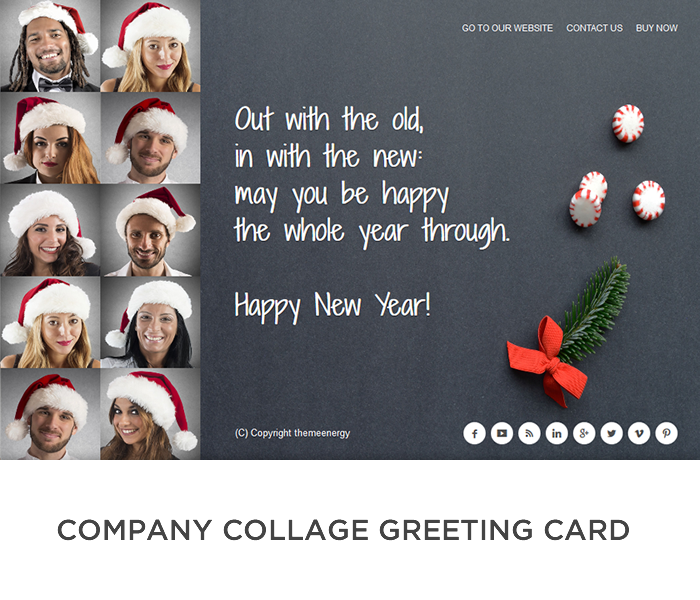 GO TO OUR WEBSITE CONTACT US BUY NOW
Out with the old,
in with the new:
may you be happy
the whole year through.
Happy New Year!
(C) Copyright themeenergy
COMPANY COLLAGE GREETING CARD